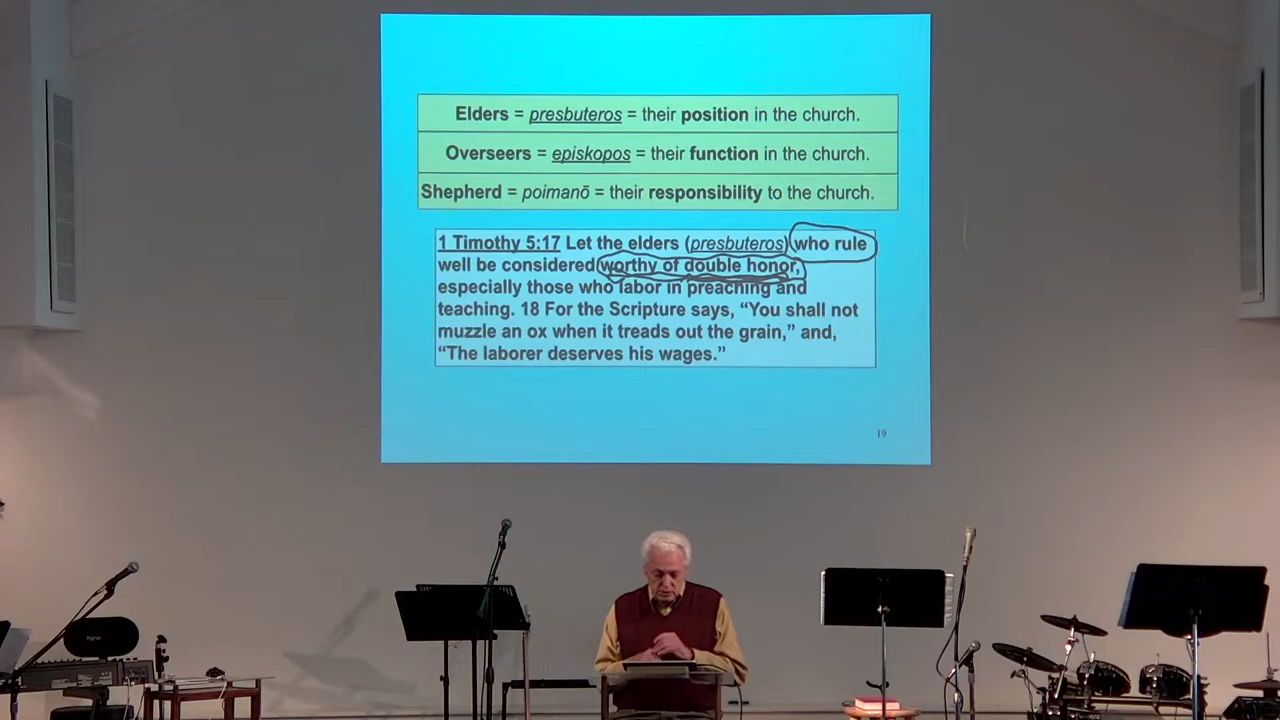 Elders = presbuteros = their position in the church.
Overseers = episkopos = their function in the church.
Shepherd = poimanō = their responsibility to the church.
1 Timothy 5:17 Let the elders (presbuteros) who rule
well be considered worthy of double honor,
especially those who labor in preaching and
teaching. 18 For the Scripture says, “You shall not
muzzle an ox when it treads out the grain,” and,
“The laborer deserves his wages.”
19